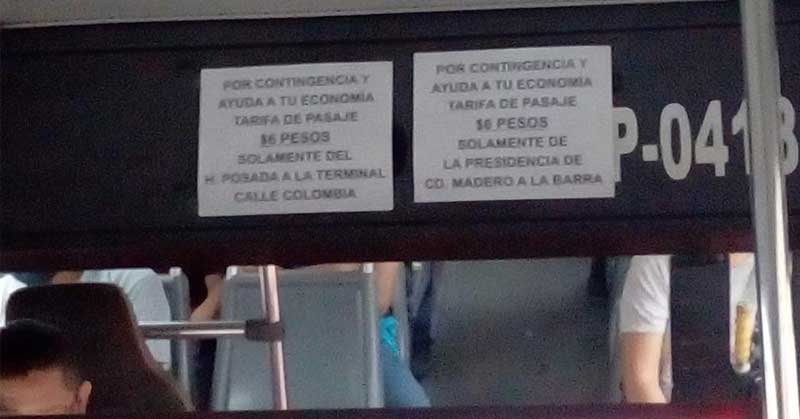 POR CONTINGENCIA Y
AYUDA A TU ECONOMIA
TARIFA DE PASAJE
$6 PESOS
SOLAMENTE DEL
H. POSADA A LA TERMINAL
CALLE COLOMBIA
POR CONTINGENCIA Y
AYUDA A TU ECONOMIA
TARIFA DE PASAJE
$6 PESOS
SOLAMENTE DE
LA PRESIDENCIA DE
CD. MADERO A LA BARRA
P-0418